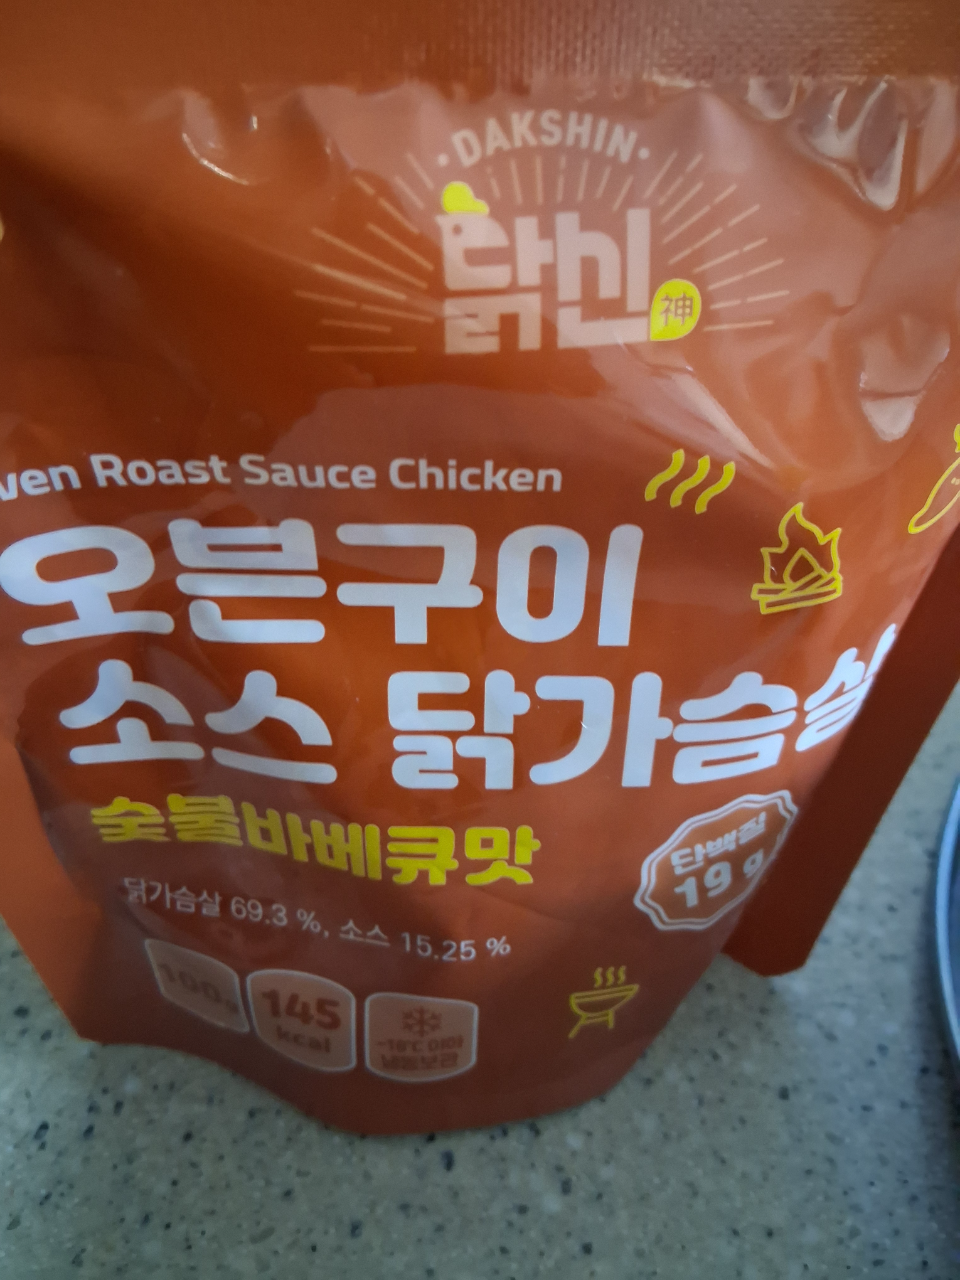 DAKSHIN
닭신
神
ven Roast Sauce Chicken
오븐구이
소스 닭가슴살
숯불바베큐맛
닭가슴살 69.3 %, 소스 15.25 %
단백질
19 g
100g
145
kcal
-18℃ 이하
냉동보관